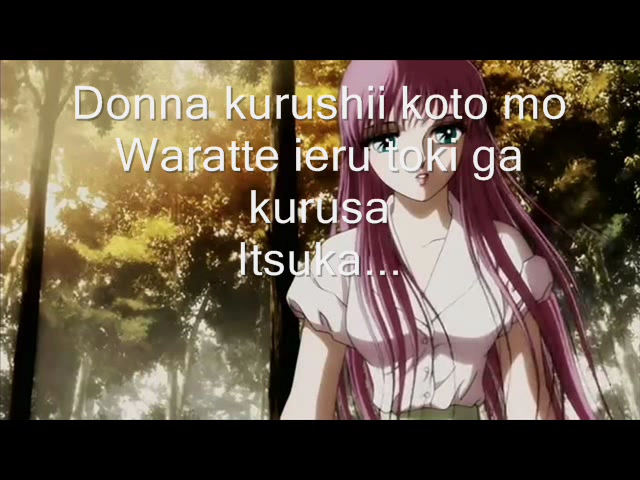 Donna kurushii koto mo
Waratte ieru toki ga
kurusa
Itsuka...